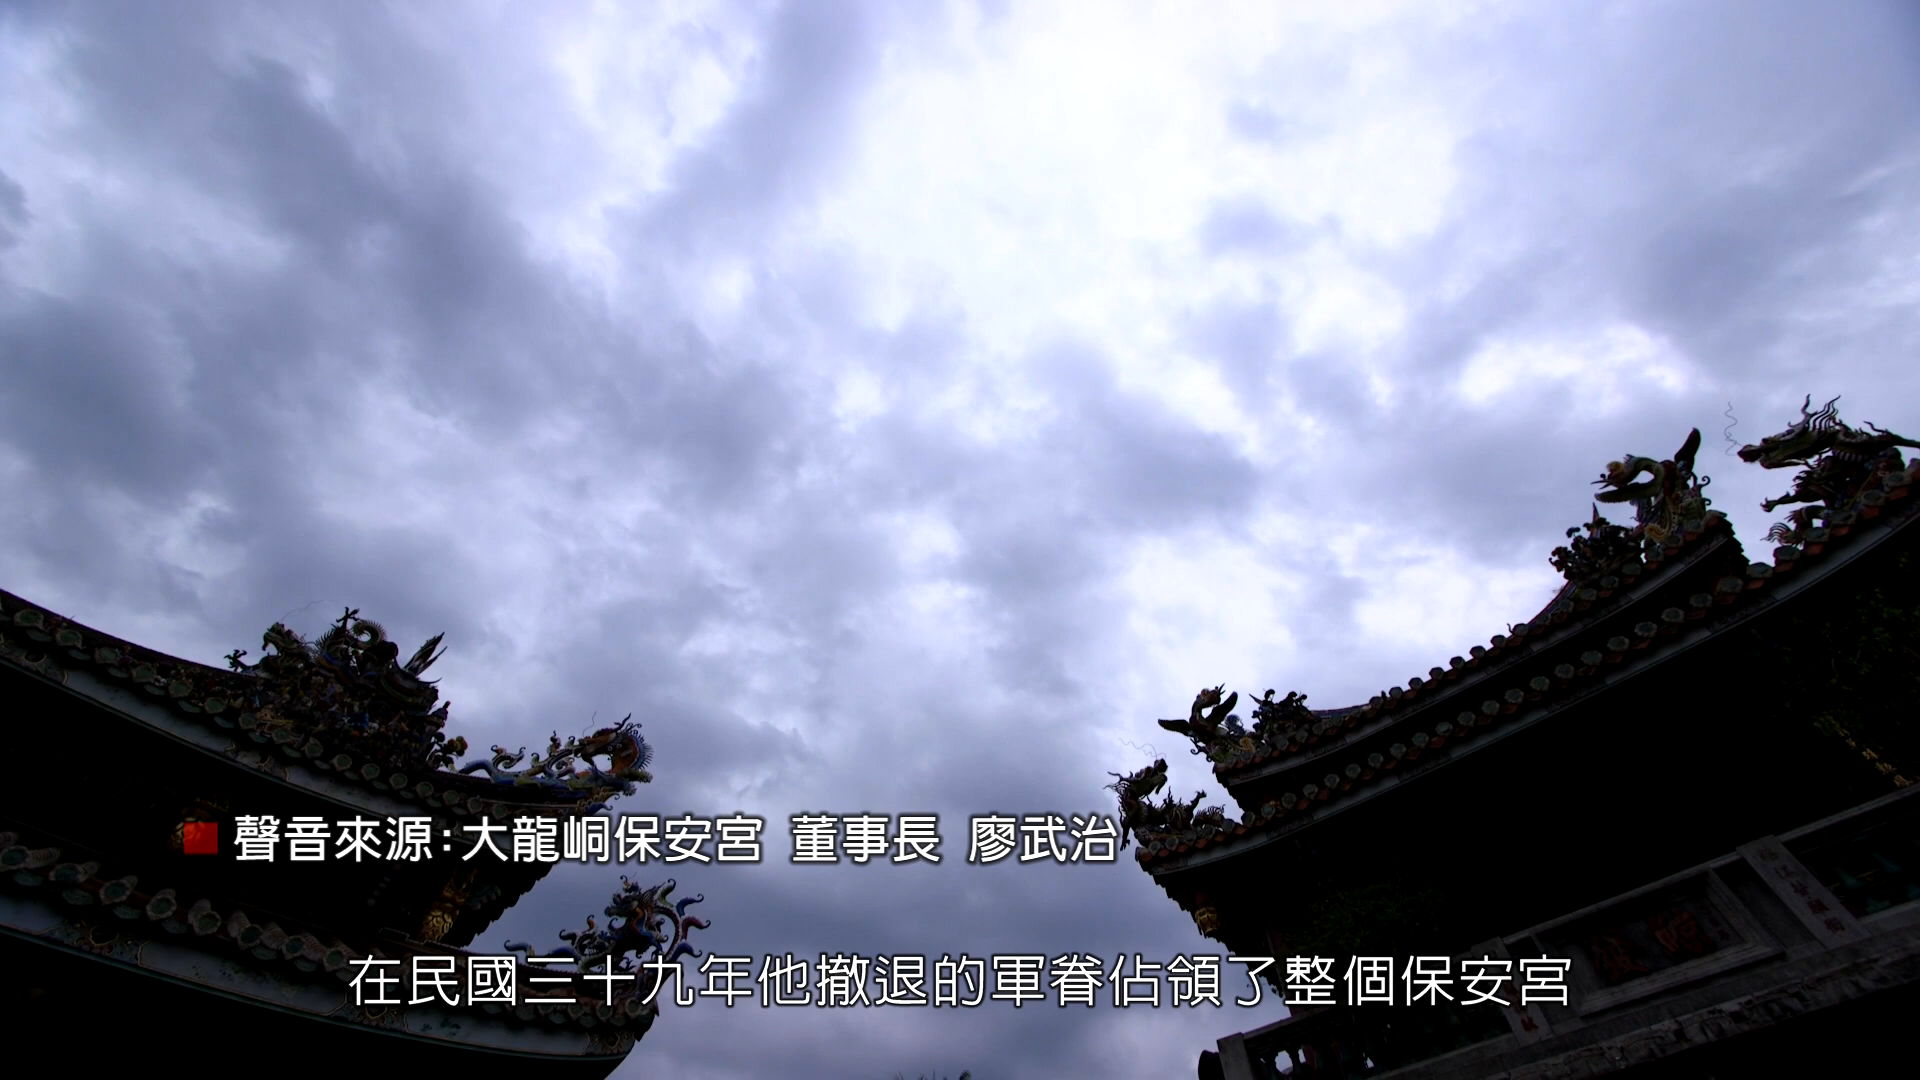 聲音來源:大龍峒保安宮 董事長 廖武治
在民國三十九年他撤退的軍眷佔領了整個保安宮